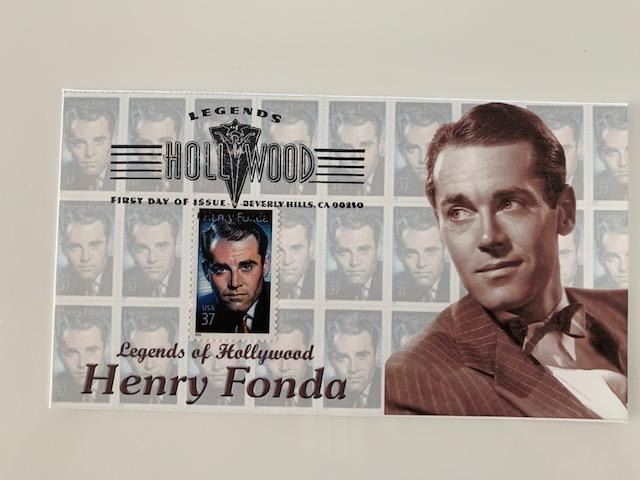 LEGENDS
HOLLYWOOD
FIRST DAY OF ISSUE - BEVERLY HILLS, CA 90210
HENRY FONDA
USA
37
Legends of Hollywood
Henry Fonda